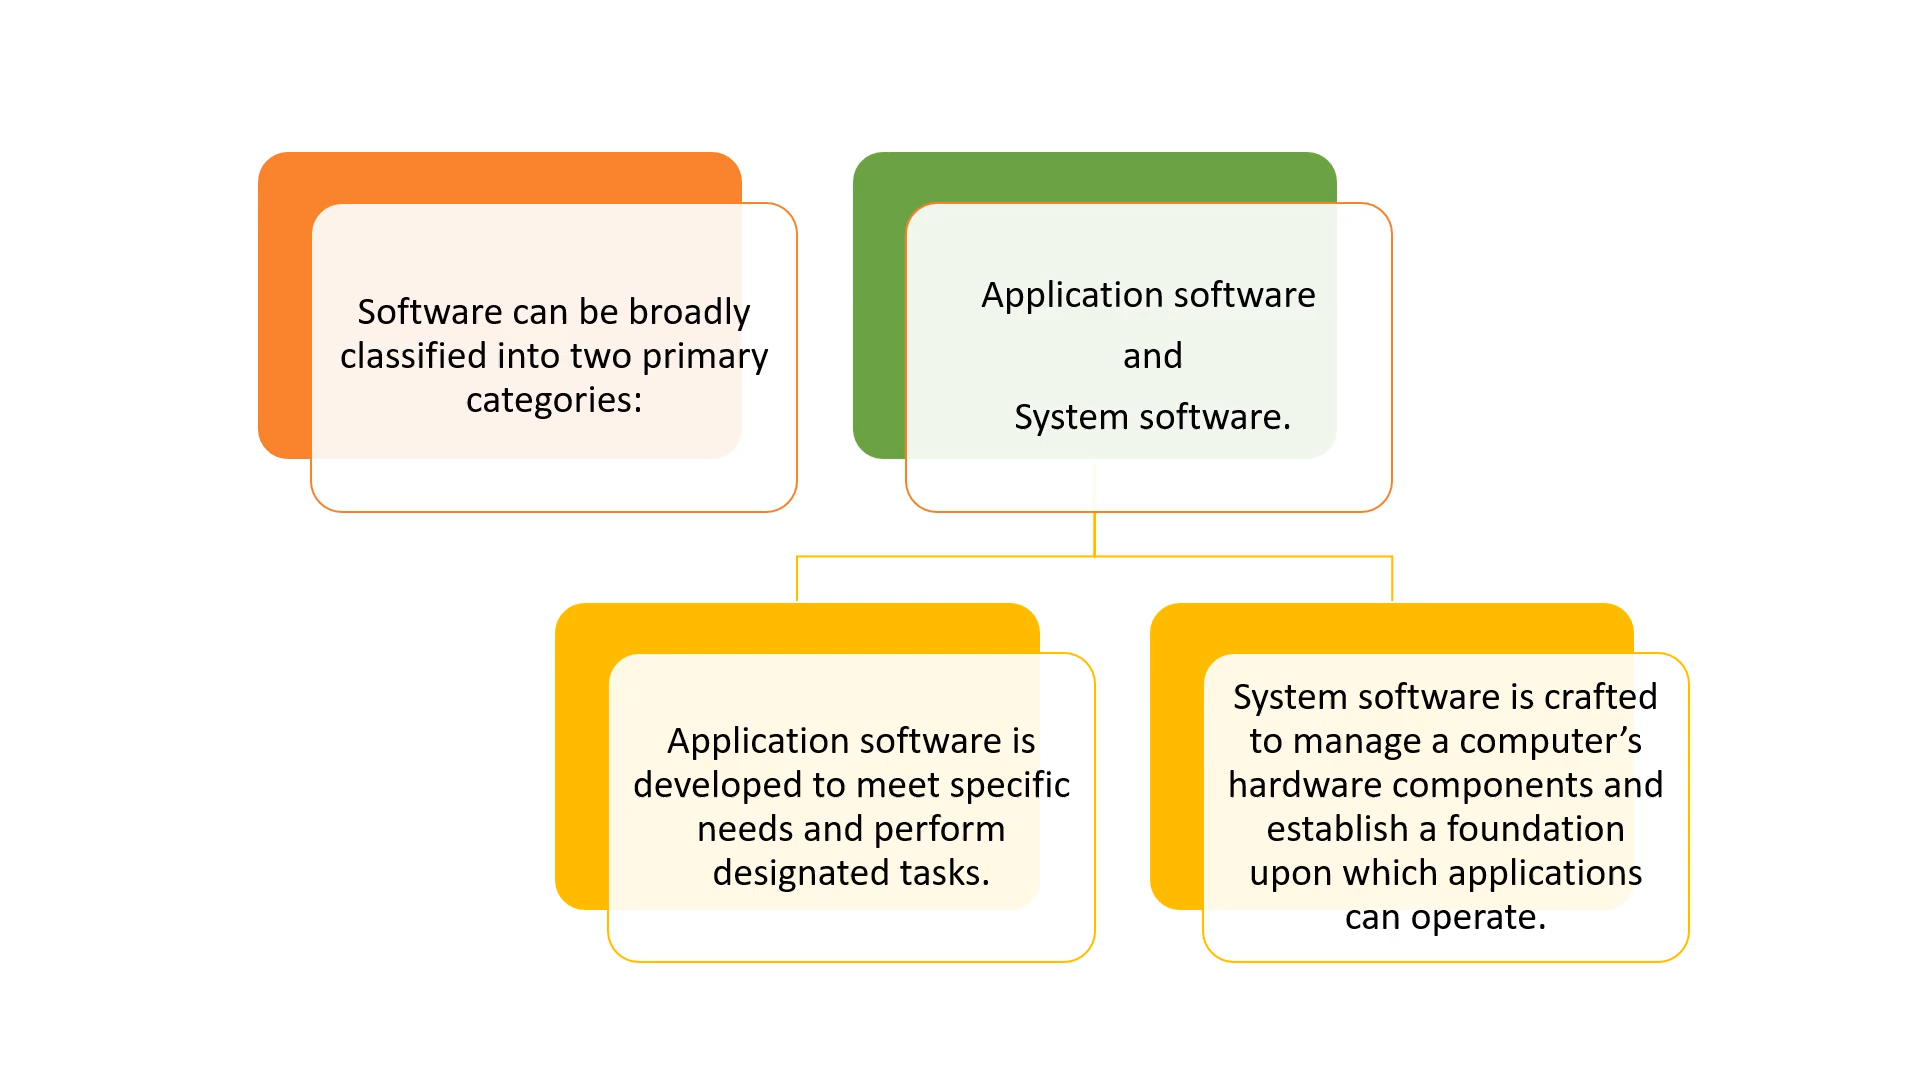 Software can be broadly
classified into two primary
categories:
Application software
and
System software.
Application software is
developed to meet specific
needs and perform
designated tasks.
System software is crafted
to manage a computer’s
hardware components and
establish a foundation
upon which applications
can operate.